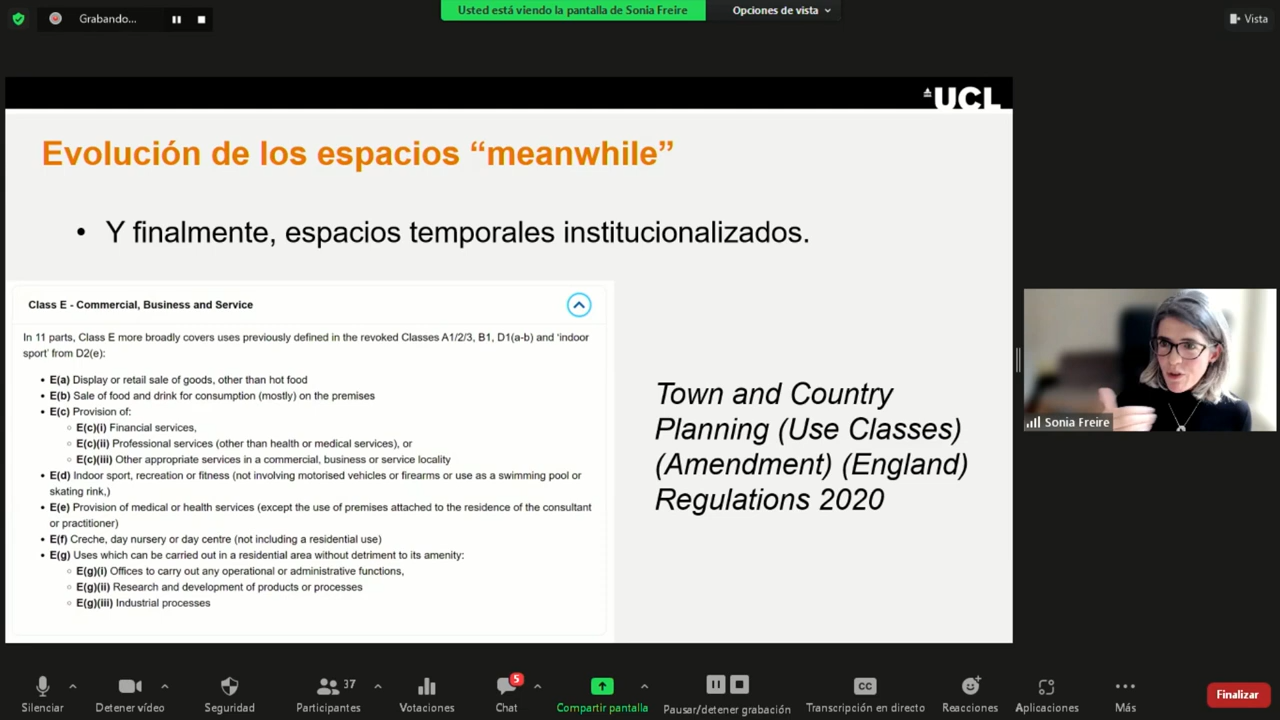 Grabando...
Usted está viendo la pantalla de Sonia Freire
Opciones de vista
Vista
UCL
Evolución de los espacios “meanwhile”
• Y finalmente, espacios temporales institucionalizados.
Class E - Commercial, Business and Service
In 11 parts, Class E more broadly covers uses previously defined in the revoked Classes A1/2/3, B1, D1(a-b) and ‘indoor
sport’ from D2(e):
• E(a) Display or retail sale of goods, other than hot food
• E(b) Sale of food and drink for consumption (mostly) on the premises
• E(c) Provision of:
◦ E(c)(i) Financial services,
◦ E(c)(ii) Professional services (other than health or medical services), or
◦ E(c)(iii) Other appropriate services in a commercial, business or service locality
• E(d) Indoor sport, recreation or fitness (not involving motorised vehicles or firearms or use as a swimming pool or
skating rink,)
• E(e) Provision of medical or health services (except the use of premises attached to the residence of the consultant
or practitioner)
• E(f) Creche, day nursery or day centre (not including a residential use)
• E(g) Uses which can be carried out in a residential area without detriment to its amenity:
◦ E(g)(i) Offices to carry out any operational or administrative functions,
◦ E(g)(ii) Research and development of products or processes
◦ E(g)(iii) Industrial processes
Town and Country
Planning (Use Classes)
(Amendment) (England)
Regulations 2020
Sonia Freire
Silenciar
Detener vídeo
Seguridad
37
Participantes
Votaciones
5
Chat
Compartir pantalla
Pausar/detener grabación
CC
Transcripción en directo
Reacciones
Aplicaciones
Más
Finalizar